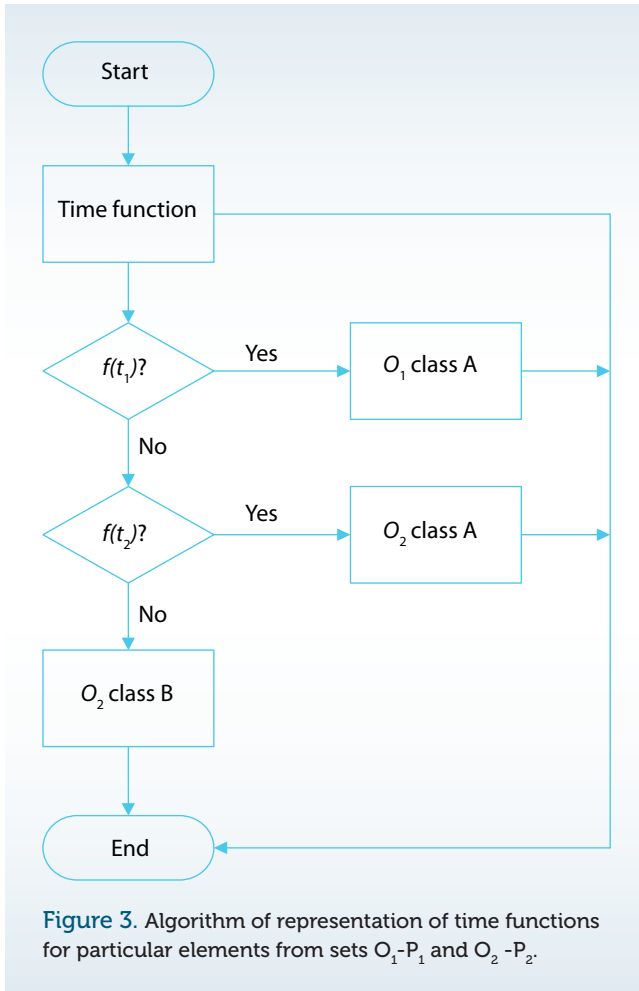 Start
Time function
f(t₁)?
Yes
O₁ class A
No
f(t₂)?
Yes
O₂ class A
No
O₂ class B
End
Figure 3. Algorithm of representation of time functions
for particular elements from sets O₁-P₁ and O₂ -P₂.